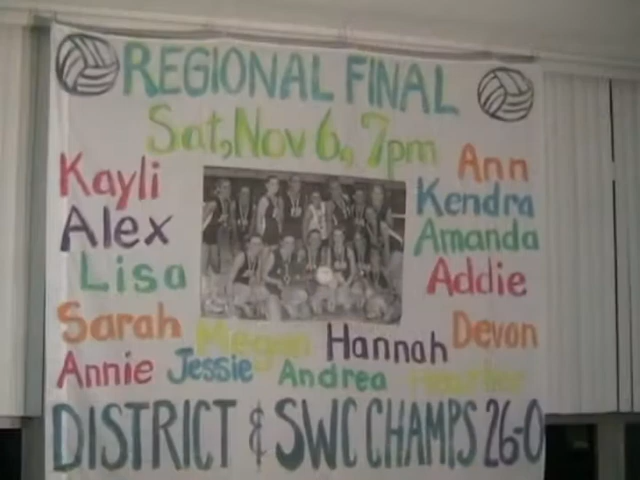 REGIONAL FINAL
Sat, Nov 6, 7pm
Kayli
Ann
Alex
Kendra
Lisa
Amanda
Addie
Sarah
Megan
Hannah
Devon
Annie
Jessie
Andrea
Heather
DISTRICT & SWC CHAMPS 26-0